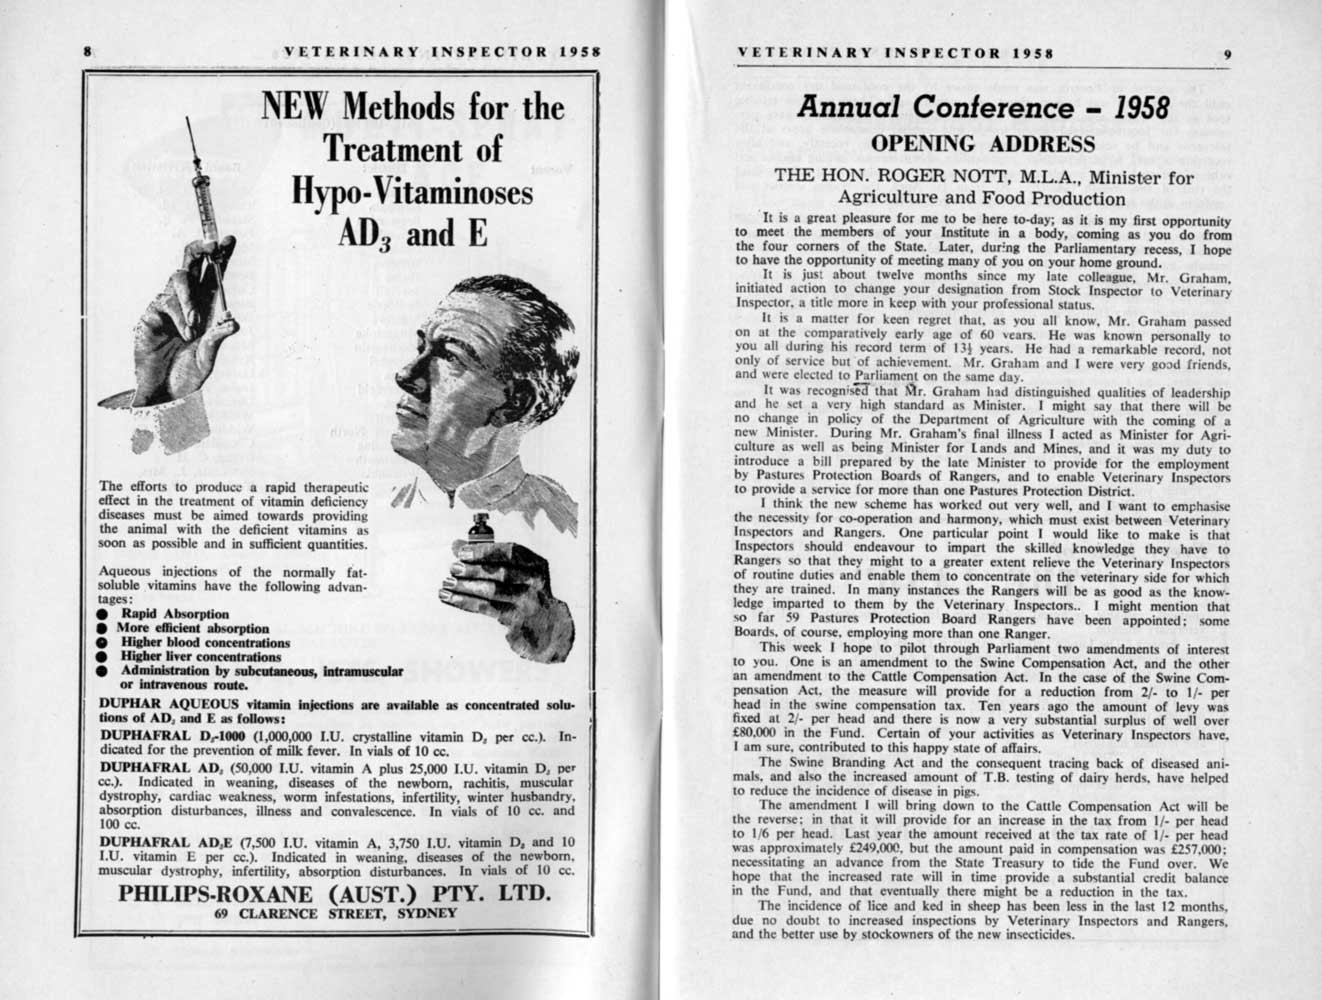 8 VETERINARY INSPECTOR 1958
NEW Methods for the
Treatment of
Hypo-Vitaminoses
AD3 and E
The efforts to produce a rapid therapeutic
effect in the treatment of vitamin deficiency
diseases must be aimed towards providing
the animal with the deficient vitamins as
soon as possible and in sufficient quantities.
Aqueous injections of the normally fat-
soluble vitamins have the following advan-
tages:
● Rapid Absorption
● More efficient absorption
● Higher blood concentrations
● Higher liver concentrations
● Administration by subcutaneous, intramuscular
or intravenous route.
DUPHAR AQUEOUS vitamin injections are available as concentrated solu-
tions of AD3 and E as follows:
DUPHAFRAL D3-1000 (1,000,000 I.U. crystalline vitamin D3 per cc.). In-
dicated for the prevention of milk fever. In vials of 10 cc.
DUPHAFRAL AD3 (50,000 I.U. vitamin A plus 25,000 I.U. vitamin D3 per
cc.). Indicated in weaning, diseases of the newborn, rachitis, muscular
dystrophy, cardiac weakness, worm infestations, infertility, winter husbandry,
absorption disturbances, illness and convalescence. In vials of 10 cc. and
100 cc.
DUPHAFRAL AD3E (7,500 I.U. vitamin A, 3,750 I.U. vitamin D3 and 10
I.U. vitamin E per cc.). Indicated in weaning, diseases of the newborn,
muscular dystrophy, infertility, absorption disturbances. In vials of 10 cc.
PHILIPS-ROXANE (AUST.) PTY. LTD.
69 CLARENCE STREET, SYDNEY
VETERINARY INSPECTOR 1958 9
Annual Conference - 1958
OPENING ADDRESS
THE HON. ROGER NOTT, M.L.A., Minister for
Agriculture and Food Production
It is a great pleasure for me to be here to-day; as it is my first opportunity
to meet the members of your Institute in a body, coming as you do from
the four corners of the State. Later, during the Parliamentary recess, I hope
to have the opportunity of meeting many of you on your home ground.
It is just about twelve months since my late colleague, Mr. Graham,
initiated action to change your designation from Stock Inspector to Veterinary
Inspector, a title more in keep with your professional status.
It is a matter for keen regret that, as you all know, Mr. Graham passed
on at the comparatively early age of 60 years. He was known personally to
you all during his record term of 13½ years. He had a remarkable record, not
only of service but of achievement. Mr. Graham and I were very good friends,
and were elected to Parliament on the same day.
It was recognised that Mr. Graham had distinguished qualities of leadership
and he set a very high standard as Minister. I might say that there will be
no change in policy of the Department of Agriculture with the coming of a
new Minister. During Mr. Graham's final illness I acted as Minister for Agri-
culture as well as being Minister for Lands and Mines, and it was my duty to
introduce a bill prepared by the late Minister to provide for the employment
by Pastures Protection Boards of Rangers, and to enable Veterinary Inspectors
to provide a service for more than one Pastures Protection District.
I think the new scheme has worked out very well, and I want to emphasise
the necessity for co-operation and harmony, which must exist between Veterinary
Inspectors and Rangers. One particular point I would like to make is that
Inspectors should endeavour to impart the skilled knowledge they have to
Rangers so that they might to a greater extent relieve the Veterinary Inspectors
of routine duties and enable them to concentrate on the veterinary side for which
they are trained. In many instances the Rangers will be as good as the know-
ledge imparted to them by the Veterinary Inspectors.. I might mention that
so far 59 Pastures Protection Board Rangers have been appointed; some
Boards, of course, employing more than one Ranger.
This week I hope to pilot through Parliament two amendments of interest
to you. One is an amendment to the Swine Compensation Act, and the other
an amendment to the Cattle Compensation Act. In the case of the Swine Com-
pensation Act, the measure will provide for a reduction from 2/- to 1/- per
head in the swine compensation tax. Ten years ago the amount of levy was
fixed at 2/- per head and there is now a very substantial surplus of well over
£80,000 in the Fund. Certain of your activities as Veterinary Inspectors have,
I am sure, contributed to this happy state of affairs.
The Swine Branding Act and the consequent tracing back of diseased ani-
mals, and also the increased amount of T.B. testing of dairy herds, have helped
to reduce the incidence of disease in pigs.
The amendment I will bring down to the Cattle Compensation Act will be
the reverse; in that it will provide for an increase in the tax from 1/- per head
to 1/6 per head. Last year the amount received at the tax rate of 1/- per head
was approximately £249,000, but the amount paid in compensation was £257,000;
necessitating an advance from the State Treasury to tide the Fund over. We
hope that the increased rate will in time provide a substantial credit balance
in the Fund, and that eventually there might be a reduction in the tax.
The incidence of lice and ked in sheep has been less in the last 12 months,
due no doubt to increased inspections by Veterinary Inspectors and Rangers,
and the better use by stockowners of the new insecticides.